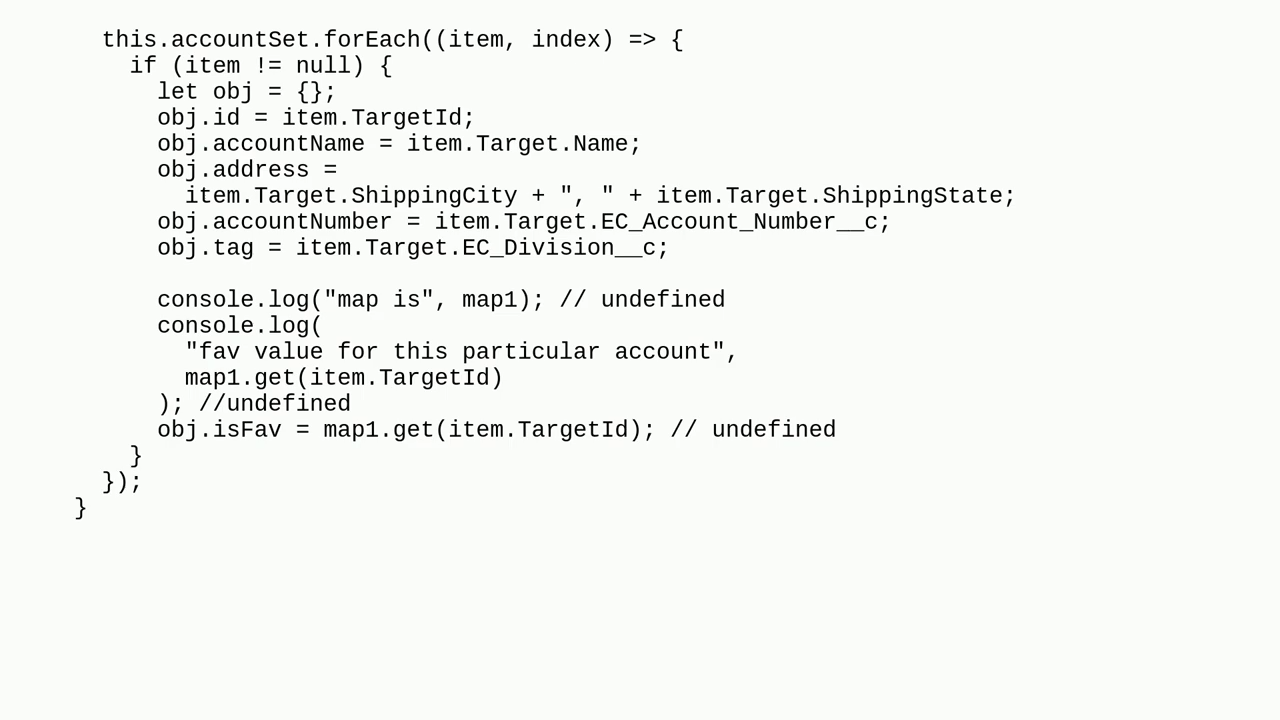 this.accountSet.forEach((item, index) => {
if (item != null) {
let obj = {};
obj.id = item.TargetId;
obj.accountName = item.Target.Name;
obj.address =
item.Target.ShippingCity + ", " + item.Target.ShippingState;
obj.accountNumber = item.Target.EC_Account_Number__c;
obj.tag = item.Target.EC_Division__c;
console.log("map is", map1); // undefined
console.log(
"fav value for this particular account",
map1.get(item.TargetId)
); //undefined
obj.isFav = map1.get(item.TargetId); // undefined
}
});
}